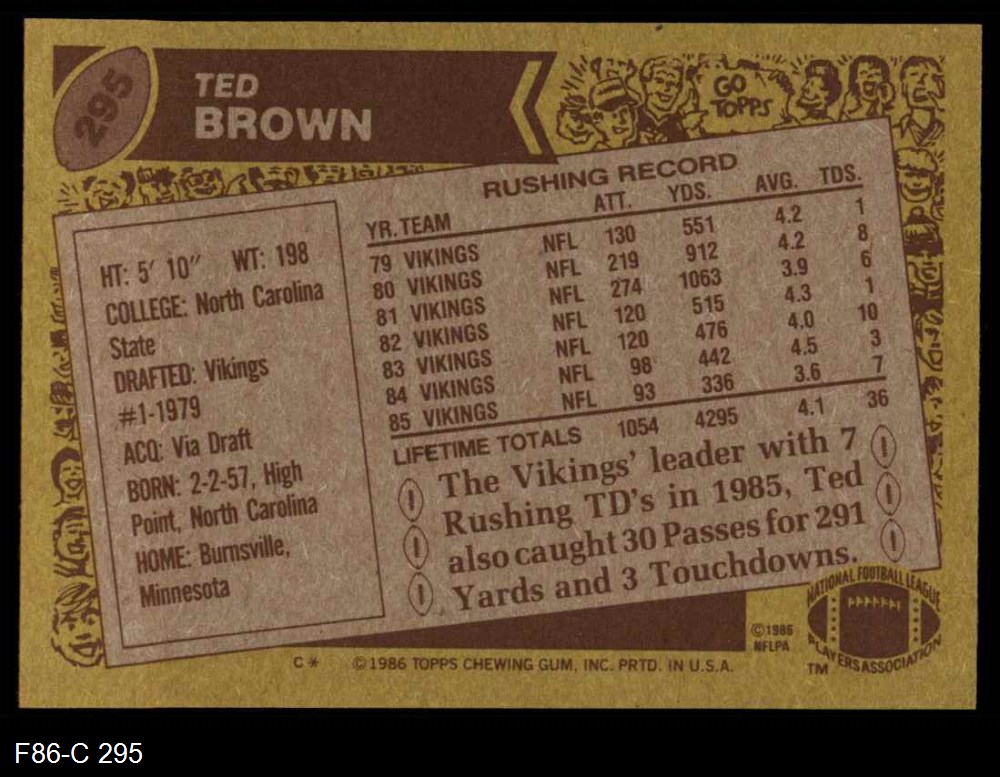 295
TED
BROWN
GO
TOPPS
HT: 5' 10" WT: 198
COLLEGE: North Carolina
State
DRAFTED: Vikings
#1-1979
ACQ: Via Draft
BORN: 2-2-57, High
Point, North Carolina
HOME: Burnsville,
Minnesota
RUSHING RECORD
YR. TEAM ATT. YDS. AVG. TDS.
79 VIKINGS NFL 130 551 4.2 1
80 VIKINGS NFL 219 912 4.2 8
81 VIKINGS NFL 274 1063 3.9 6
82 VIKINGS NFL 120 515 4.3 1
83 VIKINGS NFL 120 476 4.0 10
84 VIKINGS NFL 98 442 4.5 3
85 VIKINGS NFL 93 336 3.6 7
LIFETIME TOTALS 1054 4295 4.1 36
The Vikings' leader with 7
Rushing TD's in 1985, Ted
also caught 30 Passes for 291
Yards and 3 Touchdowns.
©1986
NFLPA
NATIONAL FOOTBALL LEAGUE
PLAYERS ASSOCIATION
TM
C* ©1986 TOPPS CHEWING GUM, INC. PRTD. IN U.S.A.
F86-C 295